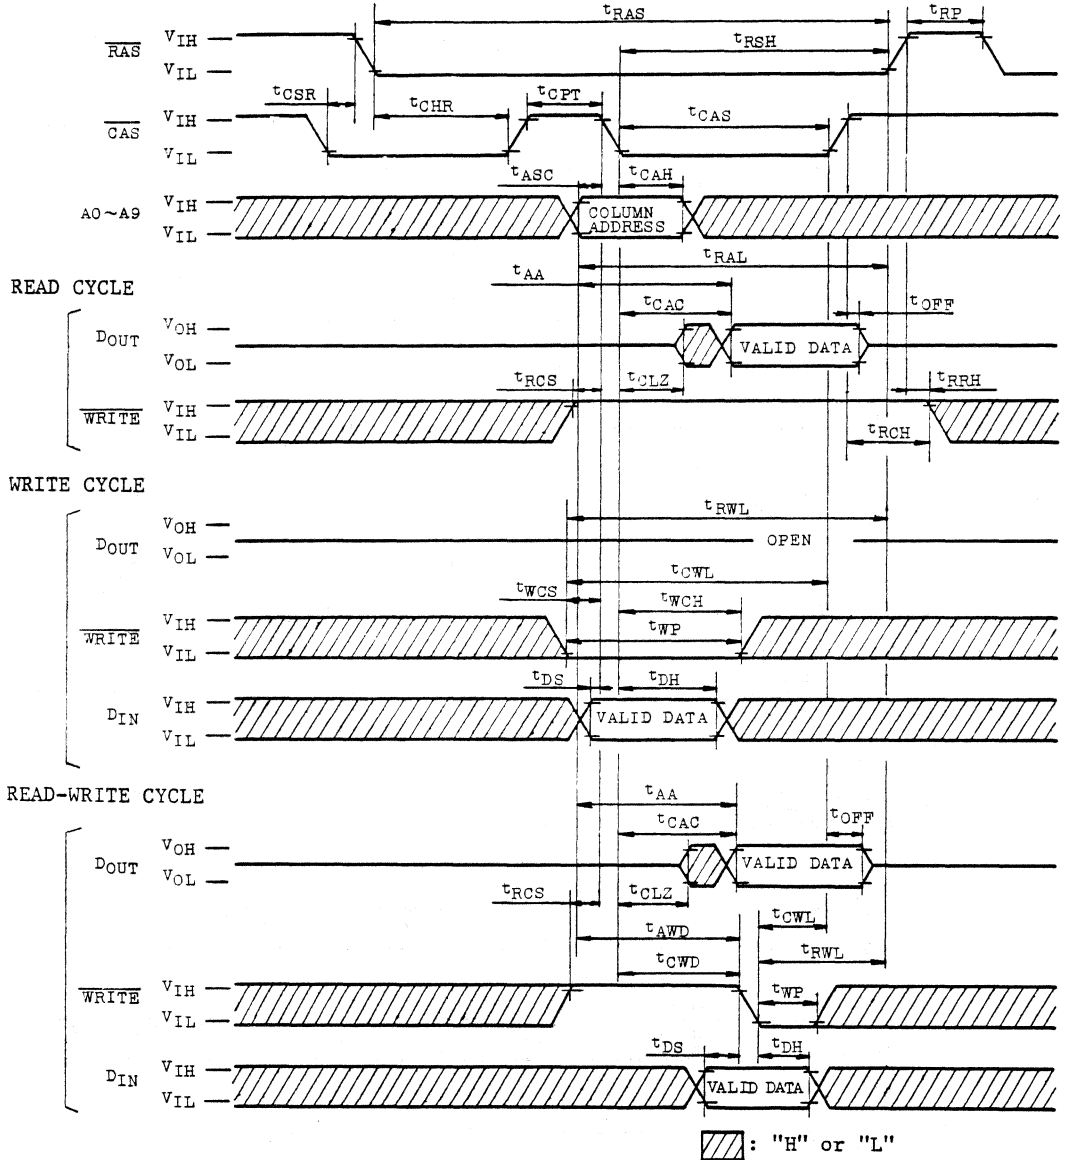 tRAS tRP
RAS VIH
tRSH
VIL
tCSR tCHR tCPT
CAS VIH
tCAS
VIL
tASC tCAH
A0~A9 VIH
COLUMN
ADDRESS
VIL
tRAL
tAA
READ CYCLE
tCAC tOFF
DOUT VOH
VALID DATA
VOL
tRCS tCLZ tRRH
WRITE VIH
VIL
tRCH
WRITE CYCLE
tRWL
DOUT VOH
OPEN
VOL
tCWL
tWCS
tWCH
WRITE VIH
tWP
VIL
tDS tDH
DIN VIH
VALID DATA
VIL
READ-WRITE CYCLE
tAA
tCAC tOFF
DOUT VOH
VALID DATA
VOL
tRCS tCLZ
tCWL
tAWD
tRWL
tCWD
WRITE VIH
tWP
VIL
tDS tDH
DIN VIH
VALID DATA
VIL
: "H" or "L"